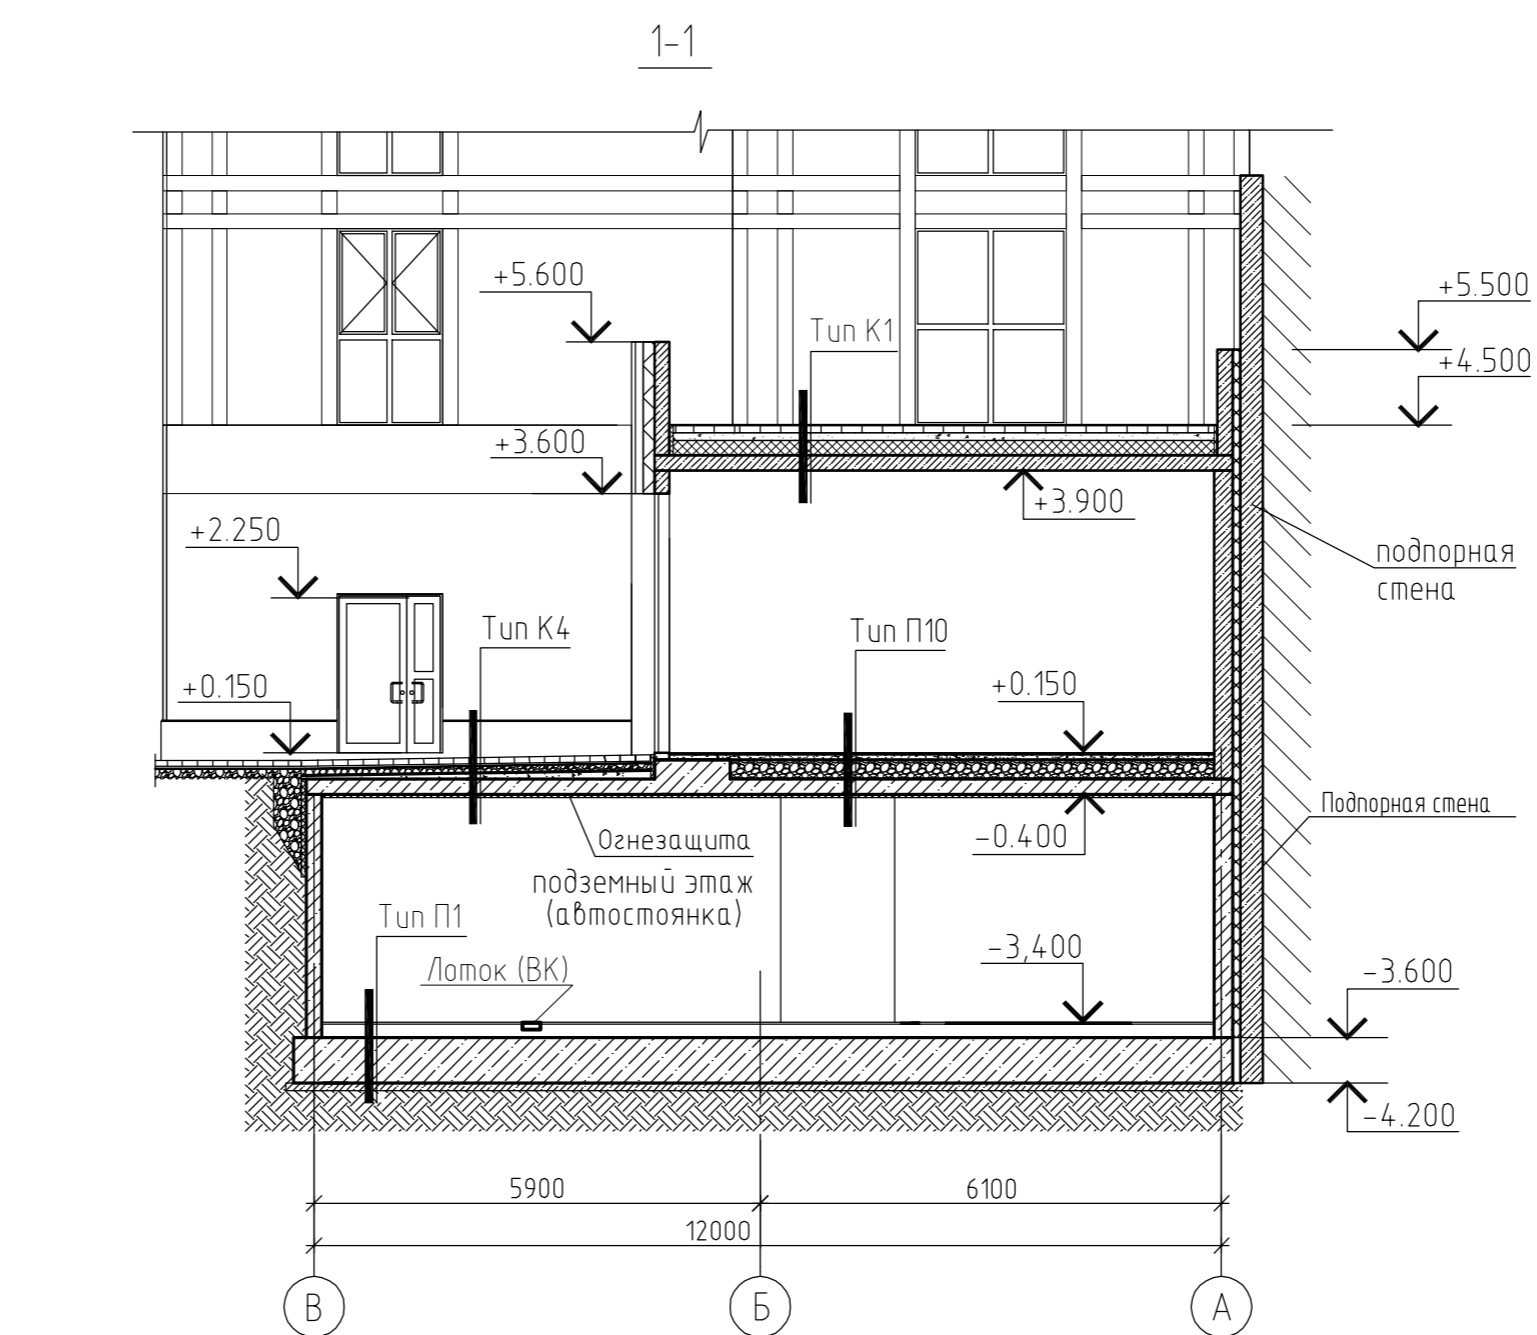 1-1
+5.600
+5.500
Тип К1
+4.500
+3.600
+3.900
+2.250
подпорная
стена
Тип К4
Тип П10
+0.150
+0.150
Подпорная стена
Огнезащита
-0.400
подземный этаж
(автостоянка)
Тип П1
-3,400
Лоток (ВК)
-3.600
-4.200
5900
6100
12000
В
Б
А